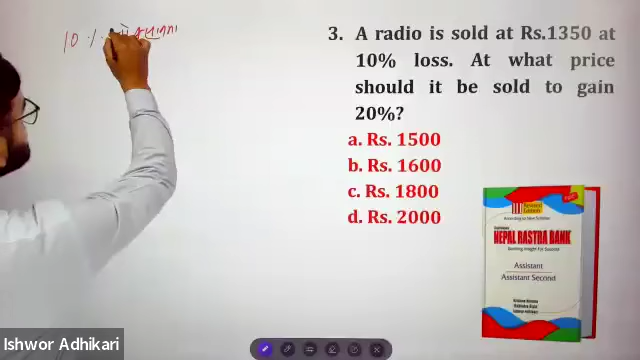 10 %
3. A radio is sold at Rs.1350 at
10% loss. At what price
should it be sold to gain
20%?
a. Rs. 1500
b. Rs. 1600
c. Rs. 1800
d. Rs. 2000
NEPAL RASTRA BANK
Assistant
Assistant Second
Ishwor Adhikari